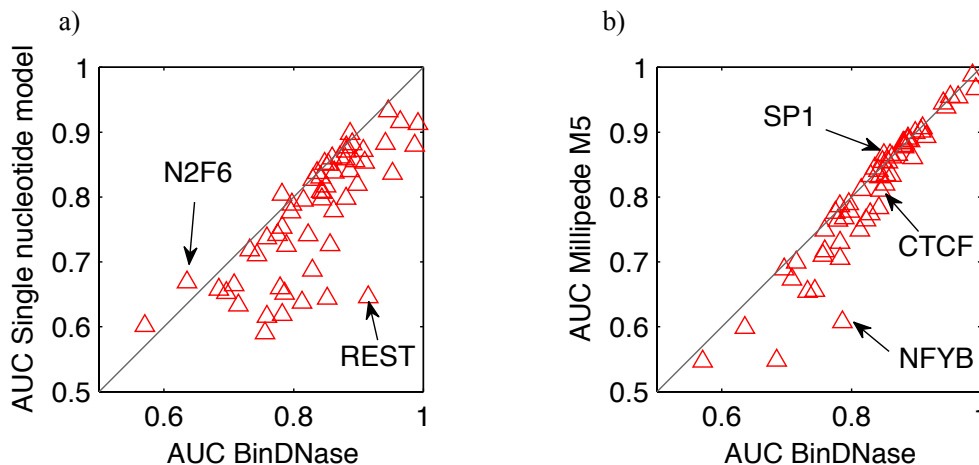 a)
AUC Single nucleotide model
1
0.9
0.8
0.7
0.6
0.5
N2F6
REST
0.6
0.8
1
AUC BinDNase
b)
AUC Millipede M5
1
0.9
0.8
0.7
0.6
0.5
SP1
CTCF
NFYB
0.6
0.8
1
AUC BinDNase